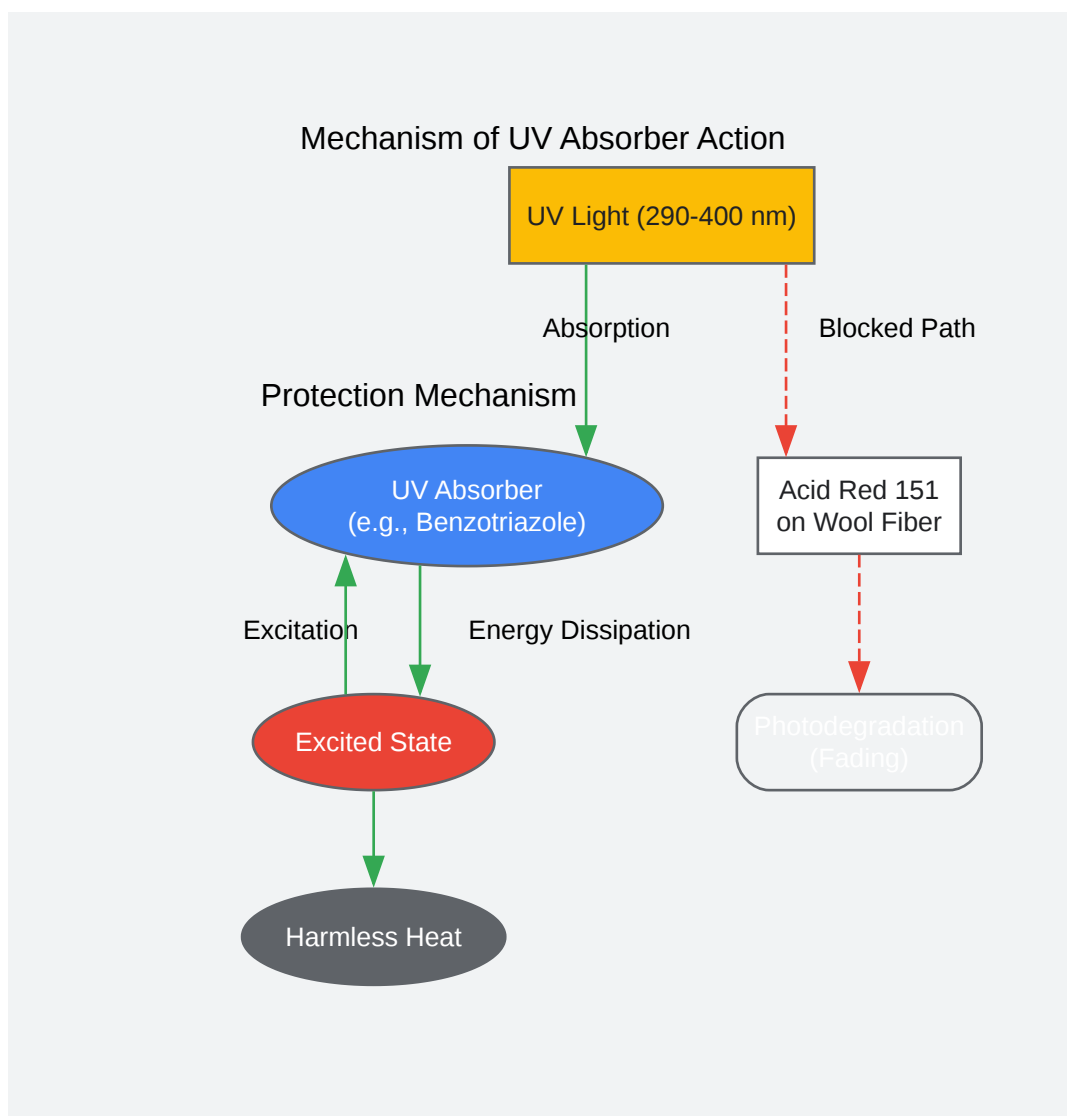 Mechanism of UV Absorber Action
UV Light (290-400 nm)
Absorption
Blocked Path
Protection Mechanism
UV Absorber
(e.g., Benzotriazole)
Acid Red 151
on Wool Fiber
Excitation
Energy Dissipation
Excited State
Photodegradation
(Fading)
Harmless Heat